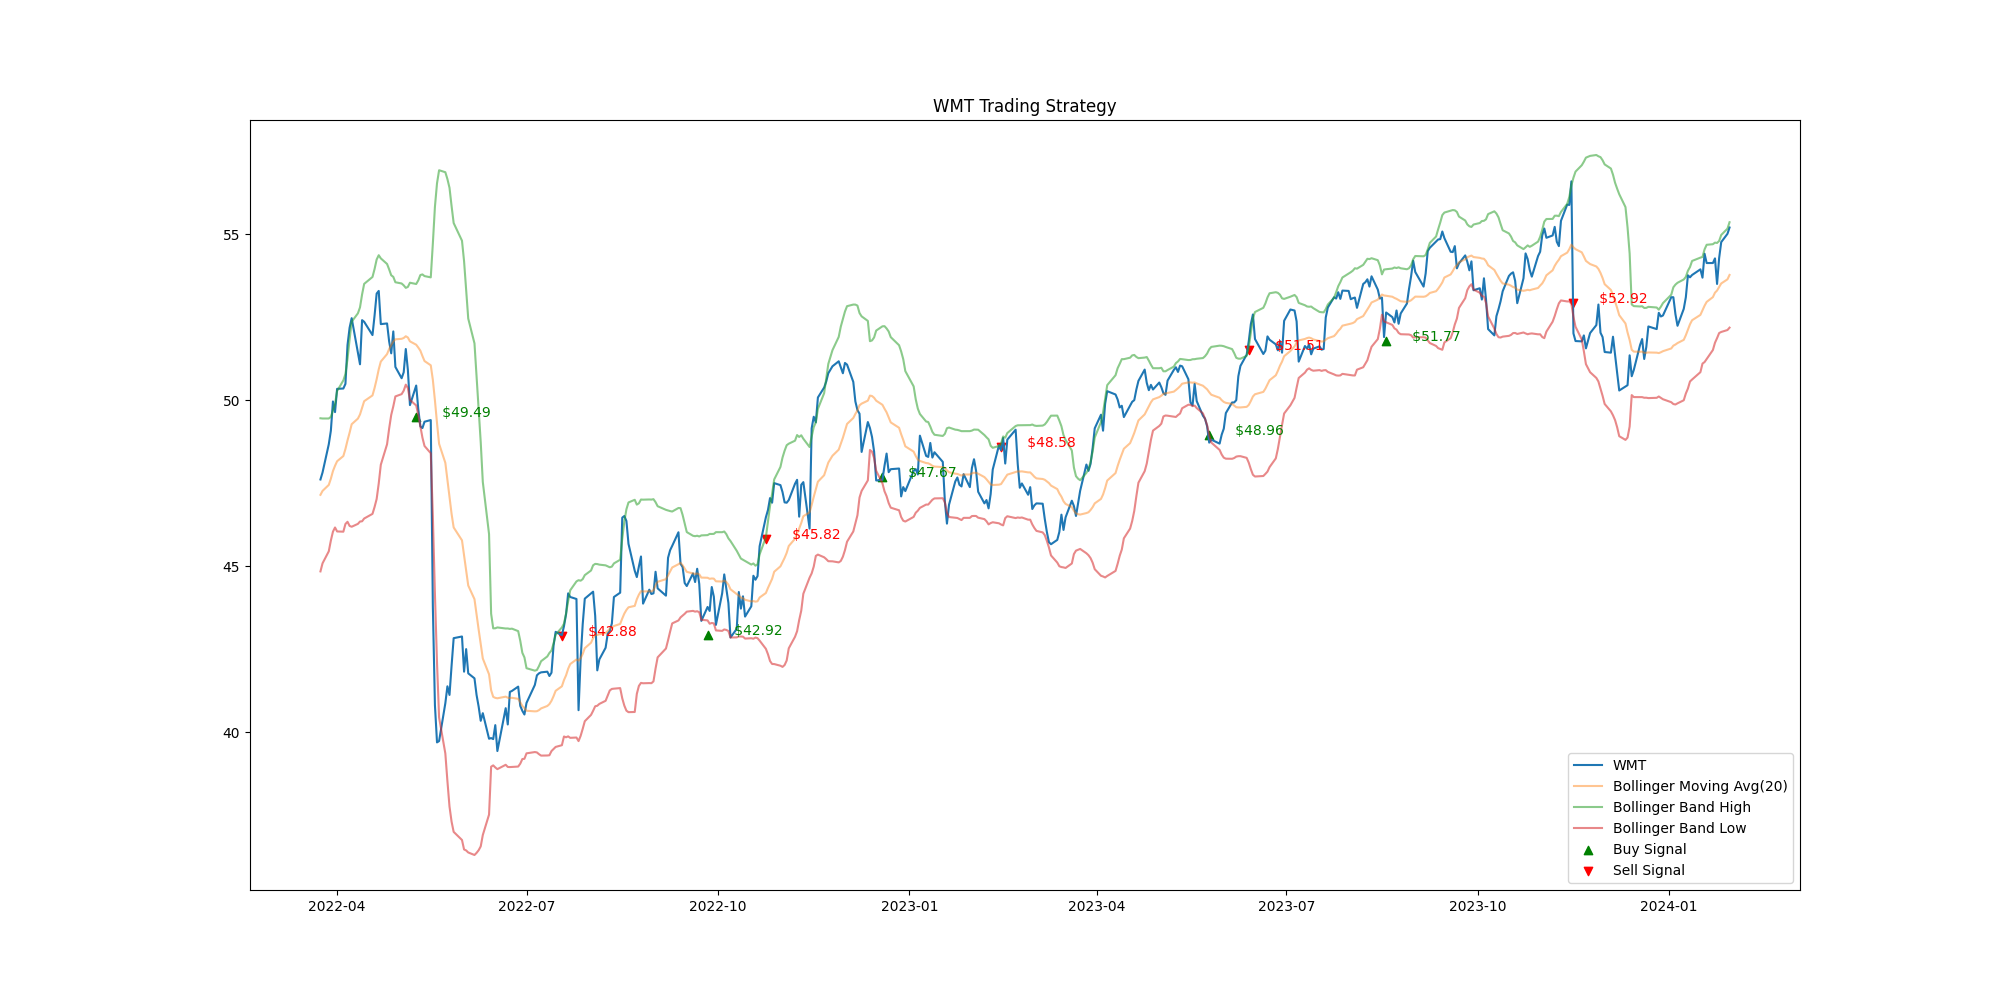 WMT Trading Strategy
55
50
45
40
$49.49
$42.88
$42.92
$45.82
$47.67
$48.58
$48.96
$51.51
$51.77
$52.92
WMT
Bollinger Moving Avg(20)
Bollinger Band High
Bollinger Band Low
Buy Signal
Sell Signal
2022-04 2022-07 2022-10 2023-01 2023-04 2023-07 2023-10 2024-01